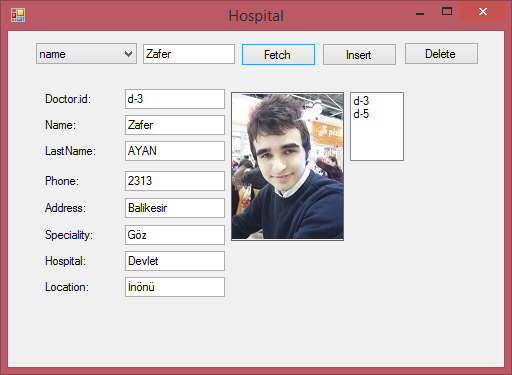 Hospital
name Zafer Fetch Insert Delete
Doctor.id: d-3
d-3
d-5
Name: Zafer
LastName: AYAN
Phone: 2313
Address: Balikesir
Speciality: Göz
Hospital: Devlet
Location: İnönü